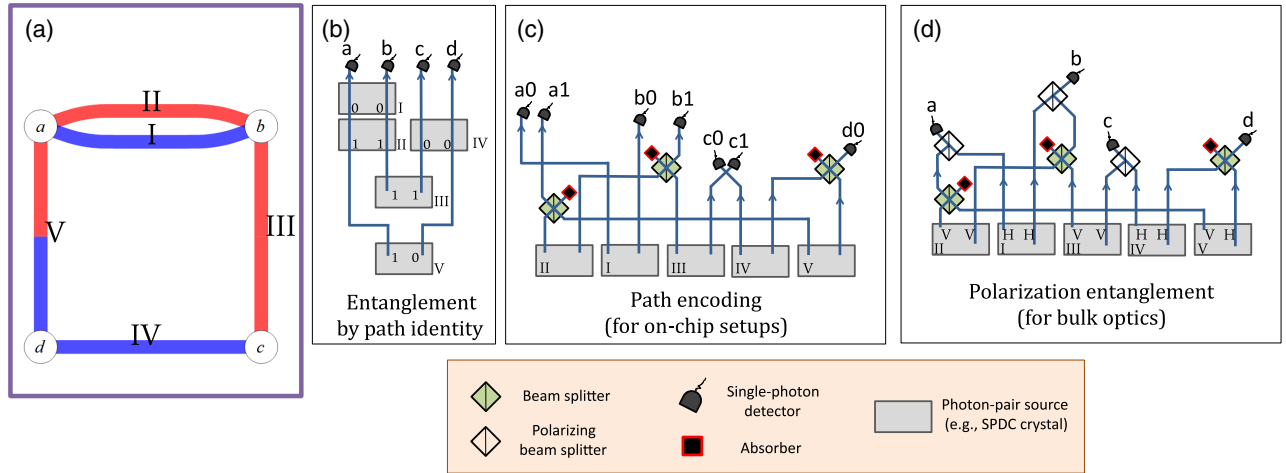 (a)
II
a
b
I
V
III
IV
d
c
(b)
a b c d
0 0 I
1 1 II 0 0 IV
1 1 III
1 0 V
Entanglement
by path identity
(c)
a0 a1
b0 b1
c0 c1
d0
II I III IV V
Path encoding
(for on-chip setups)
(d)
b
a c d
V V H H V V H H V H
II I III IV V
Polarization entanglement
(for bulk optics)
Beam splitter
Polarizing
beam splitter
Single-photon
detector
Absorber
Photon-pair source
(e.g., SPDC crystal)